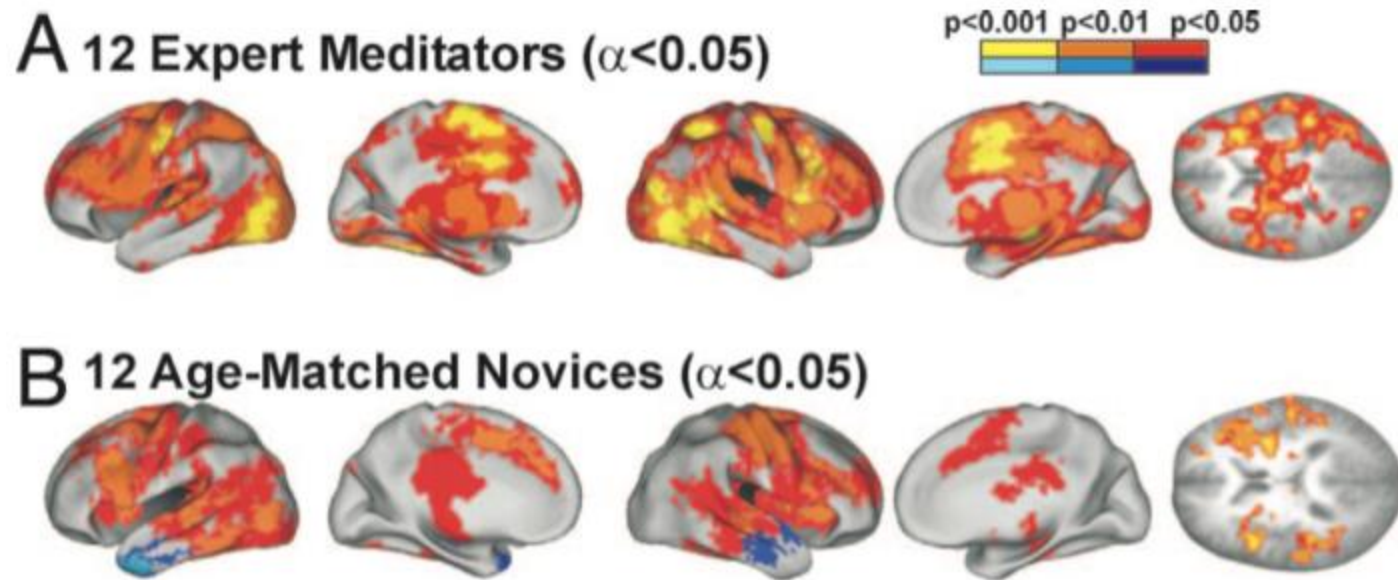 p<0.001 p<0.01 p<0.05
A 12 Expert Meditators (α<0.05)
B 12 Age-Matched Novices (α<0.05)